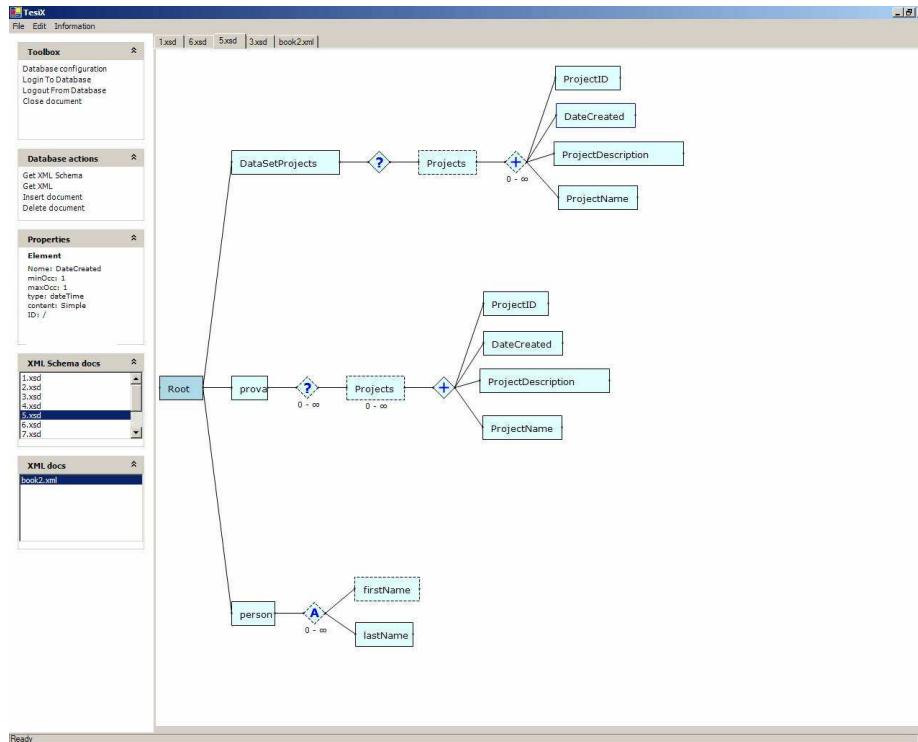 TesiX
File Edit Information
1.xsd 6.xsd 5.xsd 3.xsd book2.xml
Toolbox
Database configuration
Login To Database
Logout From Database
Close document
Database actions
Get XML Schema
Get XML
Insert document
Delete document
Properties
Element
Nome: DateCreated
minOcc: 1
maxOcc: 1
type: dateTime
content: Simple
ID: /
XML Schema docs
1.xsd
2.xsd
3.xsd
4.xsd
5.xsd
6.xsd
7.xsd
XML docs
book2.xml
Root
DataSetProjects
?
Projects
+
0 - ∞
ProjectID
DateCreated
ProjectDescription
ProjectName
prova
?
0 - ∞
Projects
0 - ∞
+
ProjectID
DateCreated
ProjectDescription
ProjectName
person
A
0 - ∞
firstName
lastName
Ready